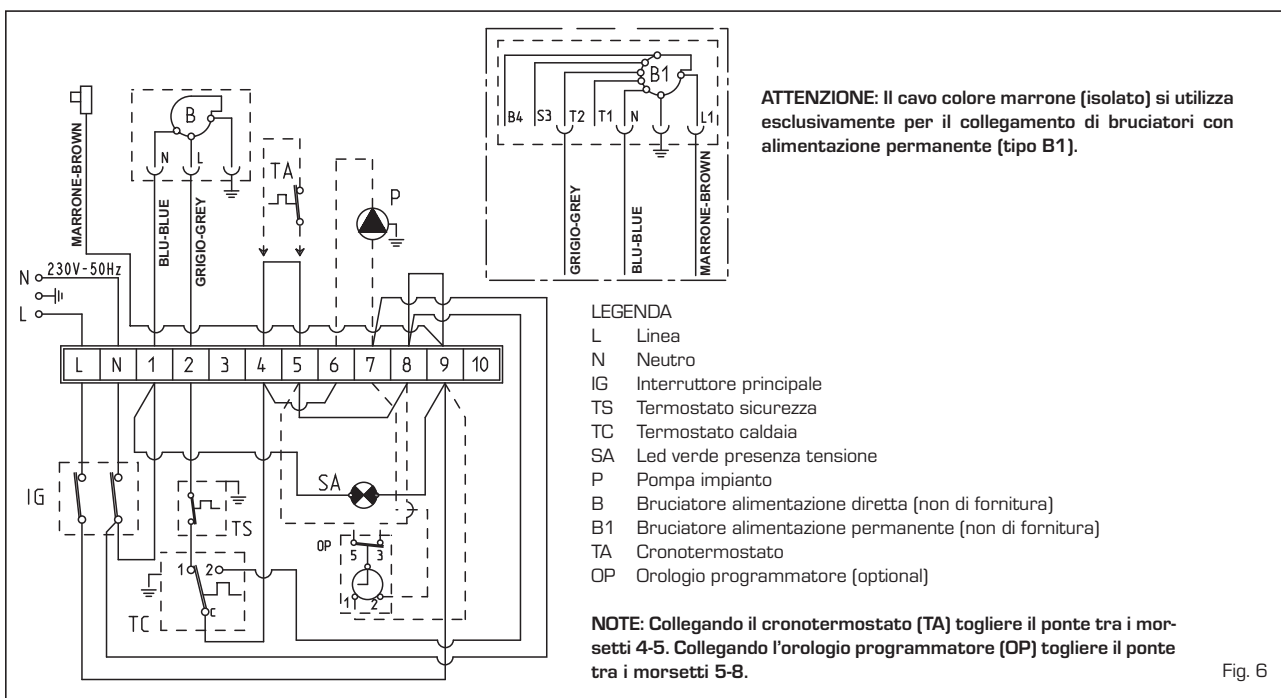 B
N
L
MARRONE-BROWN
BLU-BLUE
GRIGIO-GREY
TA
P
N 230V-50Hz
L
L N 1 2 3 4 5 6 7 8 9 10
IG
TS
SA
OP
5 3
1 2
1 2
C
TC
B1
B4 S3 T2 T1 N L1
GRIGIO-GREY
BLU-BLUE
MARRONE-BROWN
ATTENZIONE: Il cavo colore marrone (isolato) si utilizza
esclusivamente per il collegamento di bruciatori con
alimentazione permanente (tipo B1).
LEGENDA
L Linea
N Neutro
IG Interruttore principale
TS Termostato sicurezza
TC Termostato caldaia
SA Led verde presenza tensione
P Pompa impianto
B Bruciatore alimentazione diretta (non di fornitura)
B1 Bruciatore alimentazione permanente (non di fornitura)
TA Cronotermostato
OP Orologio programmatore (optional)
NOTE: Collegando il cronotermostato (TA) togliere il ponte tra i mor-
setti 4-5. Collegando l'orologio programmatore (OP) togliere il ponte
tra i morsetti 5-8.
Fig. 6